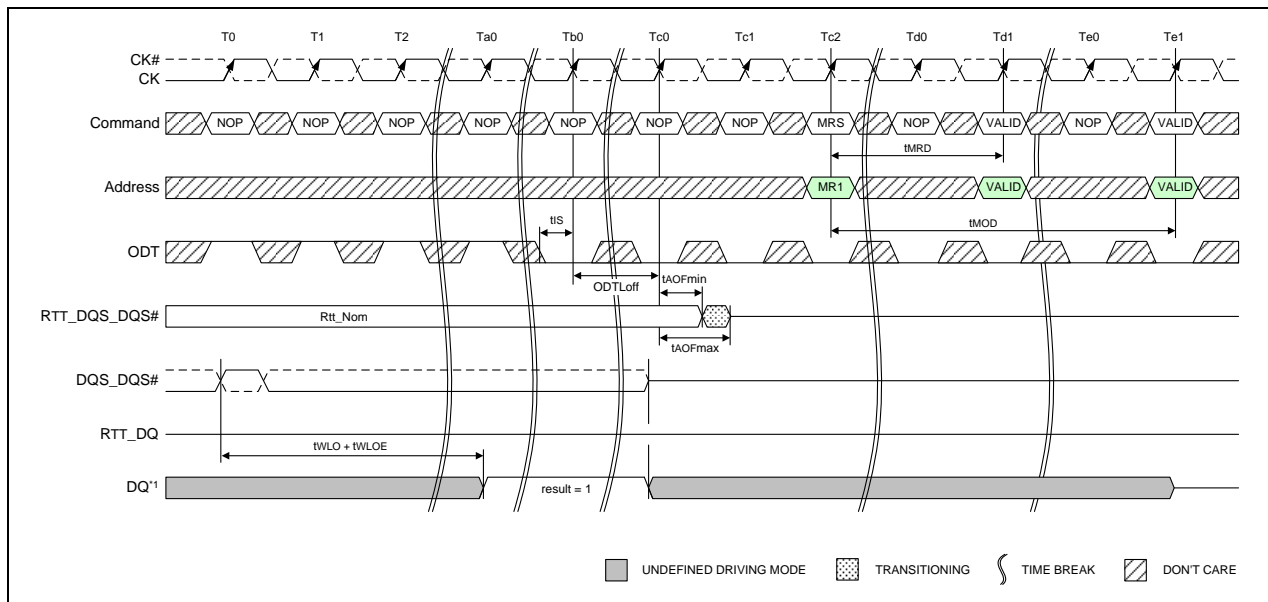 T0 T1 T2 Ta0 Tb0 Tc0 Tc1 Tc2 Td0 Td1 Te0 Te1
CK#
CK
Command NOP NOP NOP NOP NOP NOP NOP MRS NOP VALID NOP VALID
tMRD
Address MR1 VALID VALID
tIS
tMOD
ODT
tAOFmin
ODTLoff
RTT_DQS_DQS# Rtt_Nom
tAOFmax
DQS_DQS#
RTT_DQ
tWLO + tWLOE
DQ*1 result = 1
UNDEFINED DRIVING MODE TRANSITIONING TIME BREAK DON'T CARE